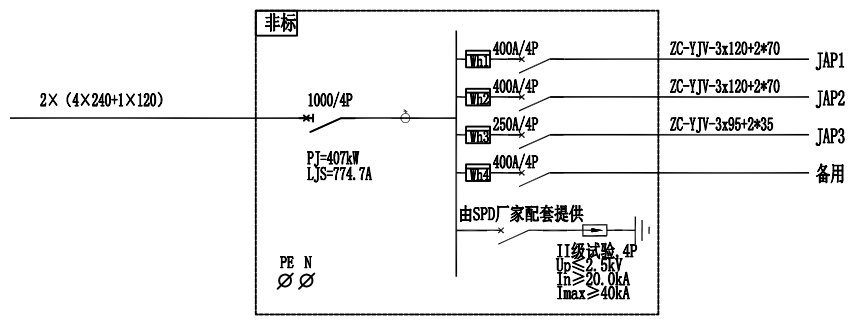 非标
2×（4×240+1×120）
1000/4P
PJ=407kW
LJS=774.7A
400A/4P
Wh1
ZC-YJV-3x120+2*70
JAP1
400A/4P
Wh2
ZC-YJV-3x120+2*70
JAP2
250A/4P
Wh3
ZC-YJV-3x95+2*35
JAP3
400A/4P
Wh4
备用
由SPD厂家配套提供
II级试验,4P
Up≤2.5kV
In≥20.0kA
Imax≥40kA
PE N